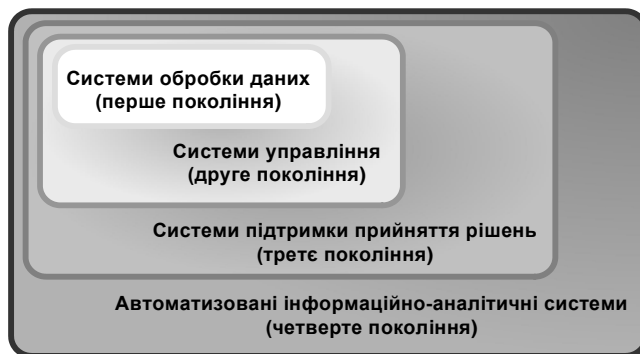 Системи обробки даних
(перше покоління)
Системи управління
(друге покоління)
Системи підтримки прийняття рішень
(третє покоління)
Автоматизовані інформаційно-аналітичні системи
(четверте покоління)